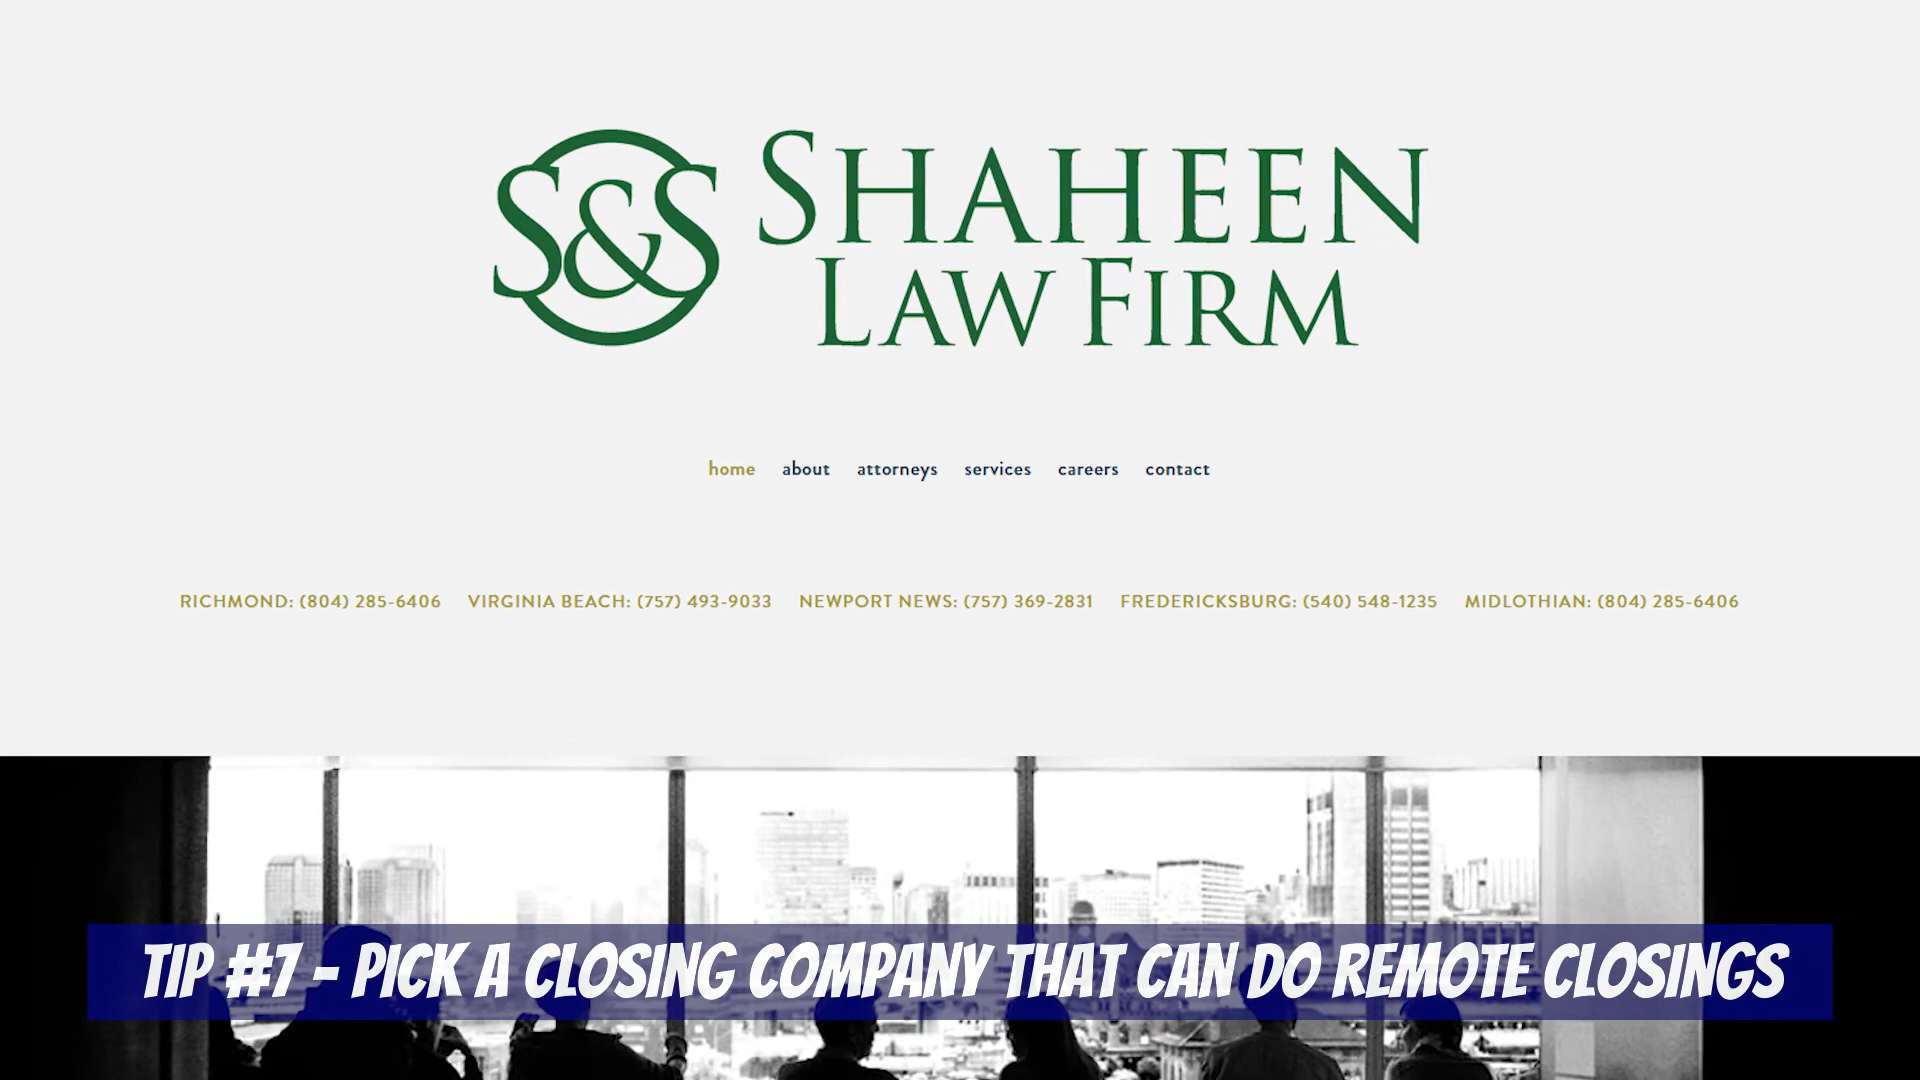 S&S
SHAHEEN
LAW FIRM
home about attorneys services careers contact
RICHMOND: (804) 285-6406 VIRGINIA BEACH: (757) 493-9033 NEWPORT NEWS: (757) 369-2831 FREDERICKSBURG: (540) 548-1235 MIDLOTHIAN: (804) 285-6406
TIP #7 - PICK A CLOSING COMPANY THAT CAN DO REMOTE CLOSINGS